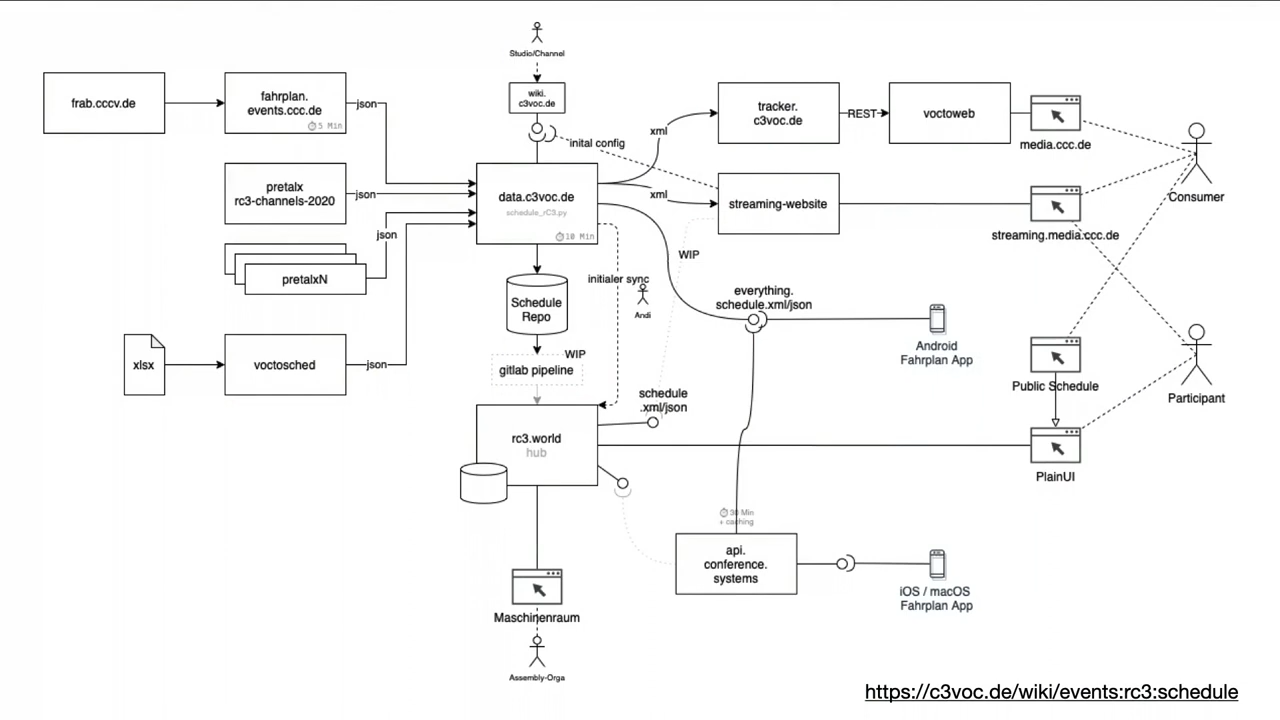 Studio/Channel
wiki.
c3voc.de
frab.cccv.de
fahrplan.
events.ccc.de
5 Min
json
inital config
xml
tracker.
c3voc.de
REST
voctoweb
media.ccc.de
Consumer
pretalx
rc3-channels-2020
json
data.c3voc.de
schedule_rC3.py
10 Min
xml
streaming-website
streaming.media.ccc.de
json
pretalxN
WIP
initialer sync
Andi
Schedule
Repo
everything.
schedule.xml/json
Android
Fahrplan App
xlsx
voctosched
json
WIP
gitlab pipeline
Public Schedule
Participant
schedule
.xml/json
rc3.world
hub
PlainUI
30 Min
+ caching
api.
conference.
systems
iOS / macOS
Fahrplan App
Maschinenraum
Assembly-Orga
https://c3voc.de/wiki/events:rc3:schedule